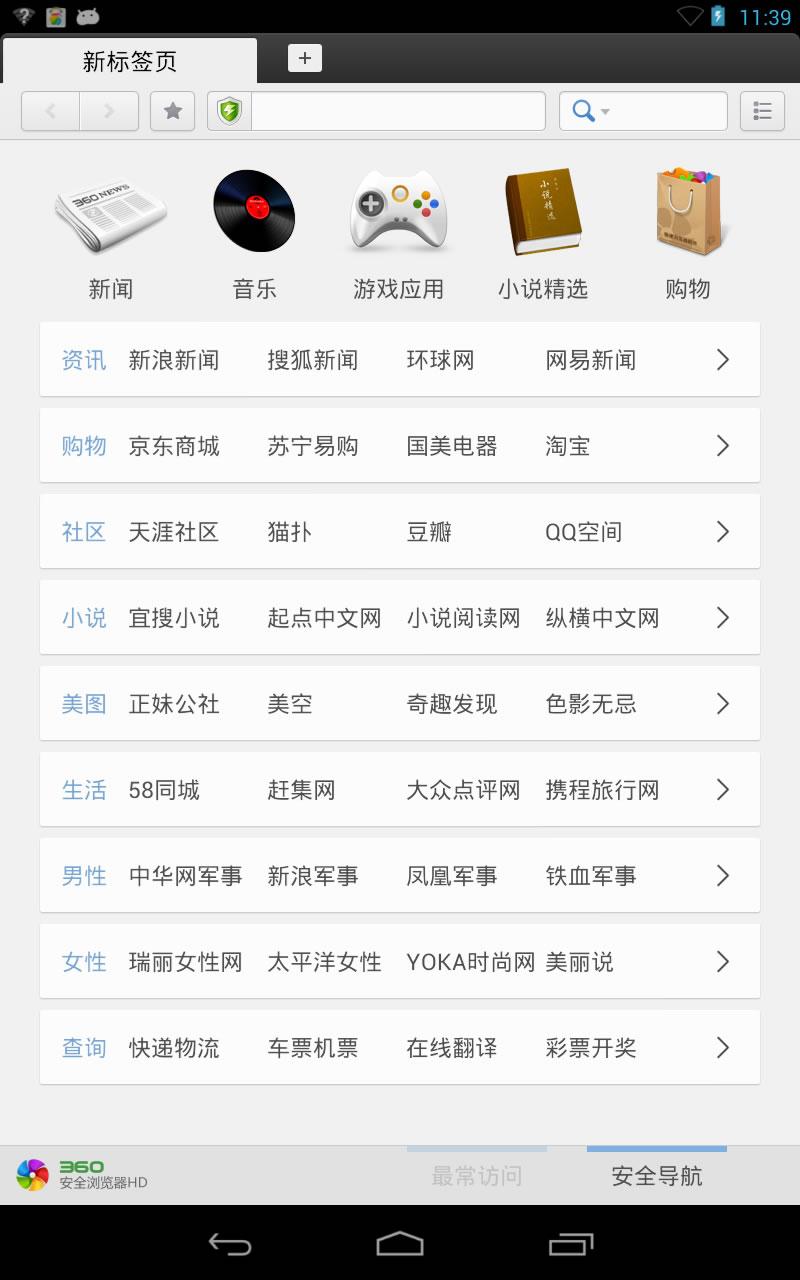 11:39
新标签页
360 NEWS
小说精选
新闻 音乐 游戏应用 小说精选 购物
资讯 新浪新闻 搜狐新闻 环球网 网易新闻
购物 京东商城 苏宁易购 国美电器 淘宝
社区 天涯社区 猫扑 豆瓣 QQ空间
小说 宜搜小说 起点中文网 小说阅读网 纵横中文网
美图 正妹公社 美空 奇趣发现 色影无忌
生活 58同城 赶集网 大众点评网 携程旅行网
男性 中华网军事 新浪军事 凤凰军事 铁血军事
女性 瑞丽女性网 太平洋女性 YOKA时尚网 美丽说
查询 快递物流 车票机票 在线翻译 彩票开奖
360
安全浏览器HD
最常访问 安全导航